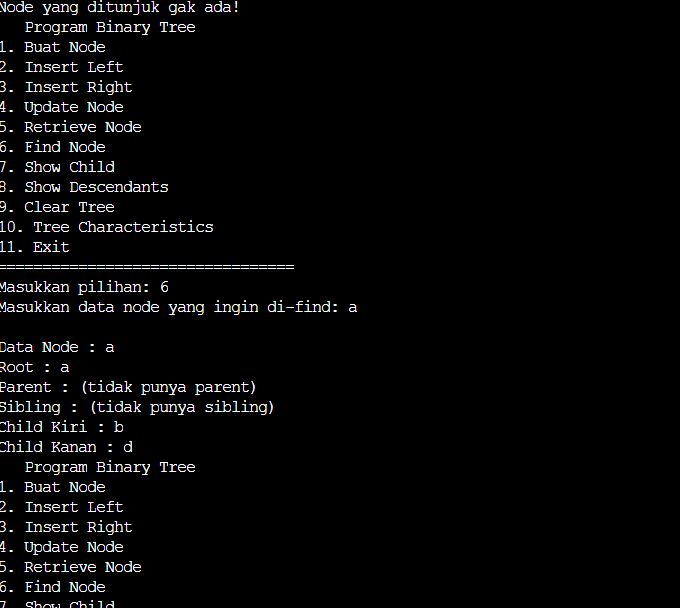 Node yang ditunjuk gak ada!
Program Binary Tree
1. Buat Node
2. Insert Left
3. Insert Right
4. Update Node
5. Retrieve Node
6. Find Node
7. Show Child
8. Show Descendants
9. Clear Tree
10. Tree Characteristics
11. Exit
=================================
Masukkan pilihan: 6
Masukkan data node yang ingin di-find: a
Data Node : a
Root : a
Parent : (tidak punya parent)
Sibling : (tidak punya sibling)
Child Kiri : b
Child Kanan : d
Program Binary Tree
1. Buat Node
2. Insert Left
3. Insert Right
4. Update Node
5. Retrieve Node
6. Find Node
7. Show Child